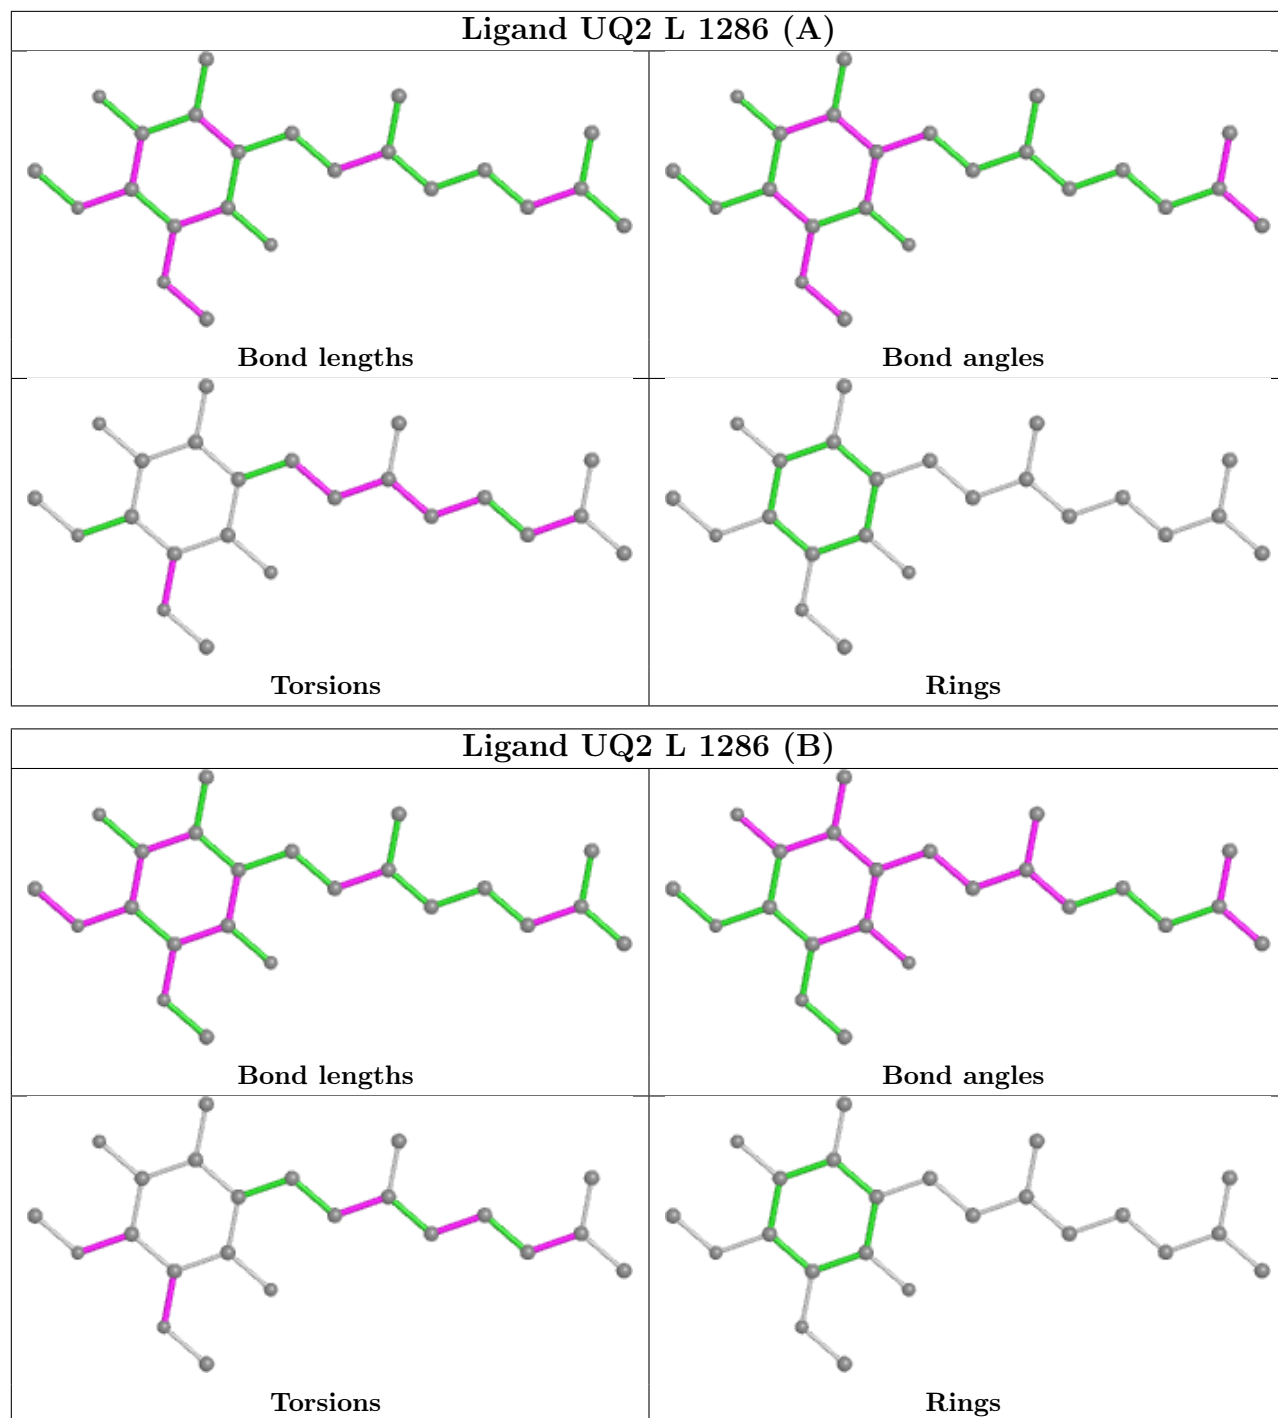 Ligand UQ2 L 1286 (A)
Bond lengths
Bond angles
Torsions
Rings
Ligand UQ2 L 1286 (B)
Bond lengths
Bond angles
Torsions
Rings